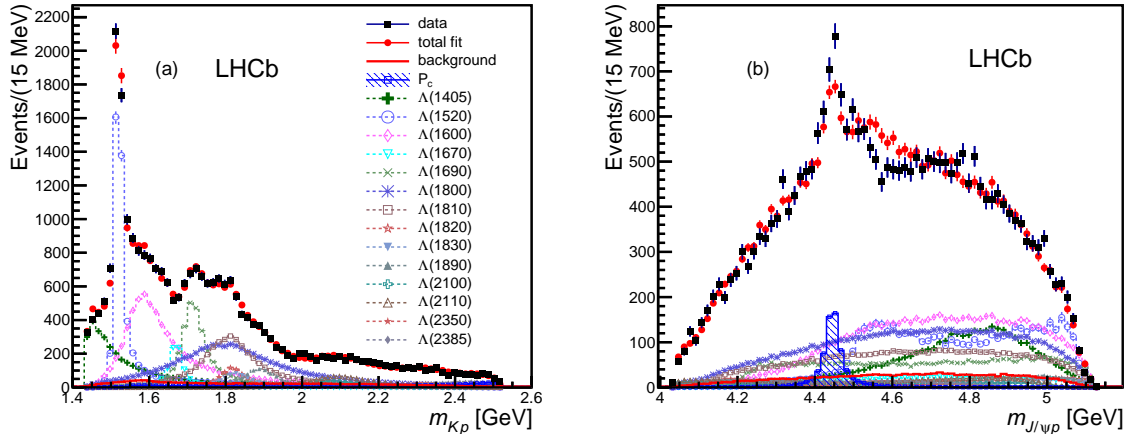 Events/(15 MeV)
2200
2000
1800
1600
1400
1200
1000
800
600
400
200
0
1.4
1.6
1.8
2
2.2
2.4
2.6
m_{Kp} [GeV]
(a)
LHCb
data
total fit
background
P_c
Λ(1405)
Λ(1520)
Λ(1600)
Λ(1670)
Λ(1690)
Λ(1800)
Λ(1810)
Λ(1820)
Λ(1830)
Λ(1890)
Λ(2100)
Λ(2110)
Λ(2350)
Λ(2385)
Events/(15 MeV)
800
700
600
500
400
300
200
100
0
4
4.2
4.4
4.6
4.8
5
m_{J/ψp} [GeV]
(b)
LHCb